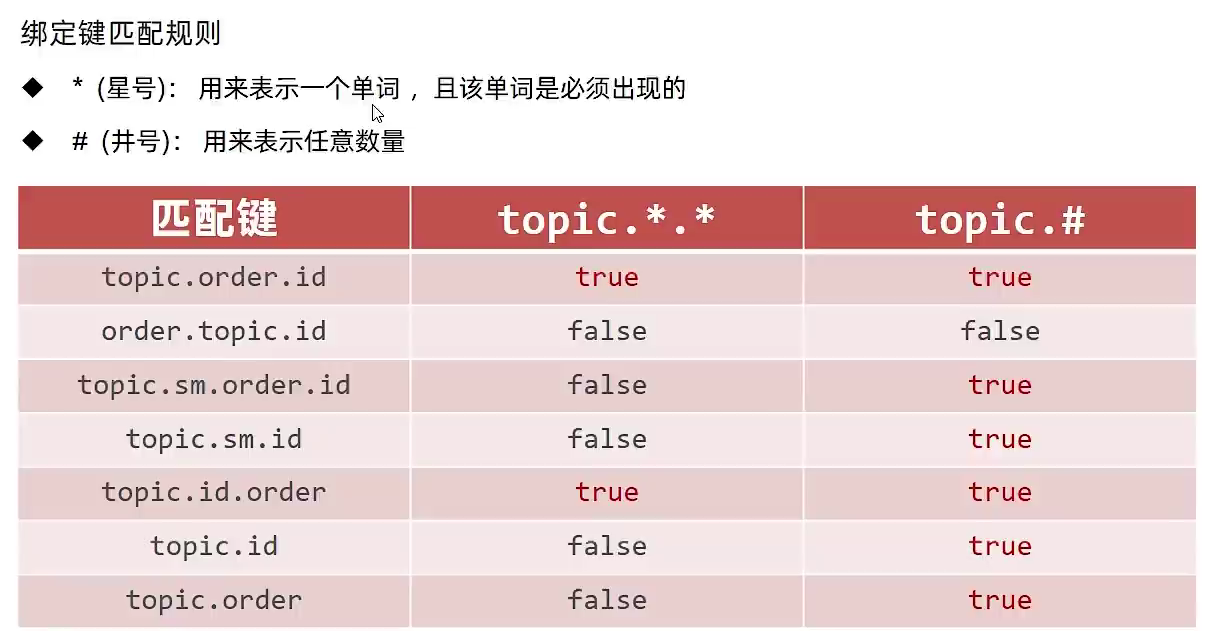 绑定键匹配规则
◆ * (星号)： 用来表示一个单词 ，且该单词是必须出现的
◆ # (井号)： 用来表示任意数量
匹配键 topic.*.* topic.#
topic.order.id true true
order.topic.id false false
topic.sm.order.id false true
topic.sm.id false true
topic.id.order true true
topic.id false true
topic.order false true